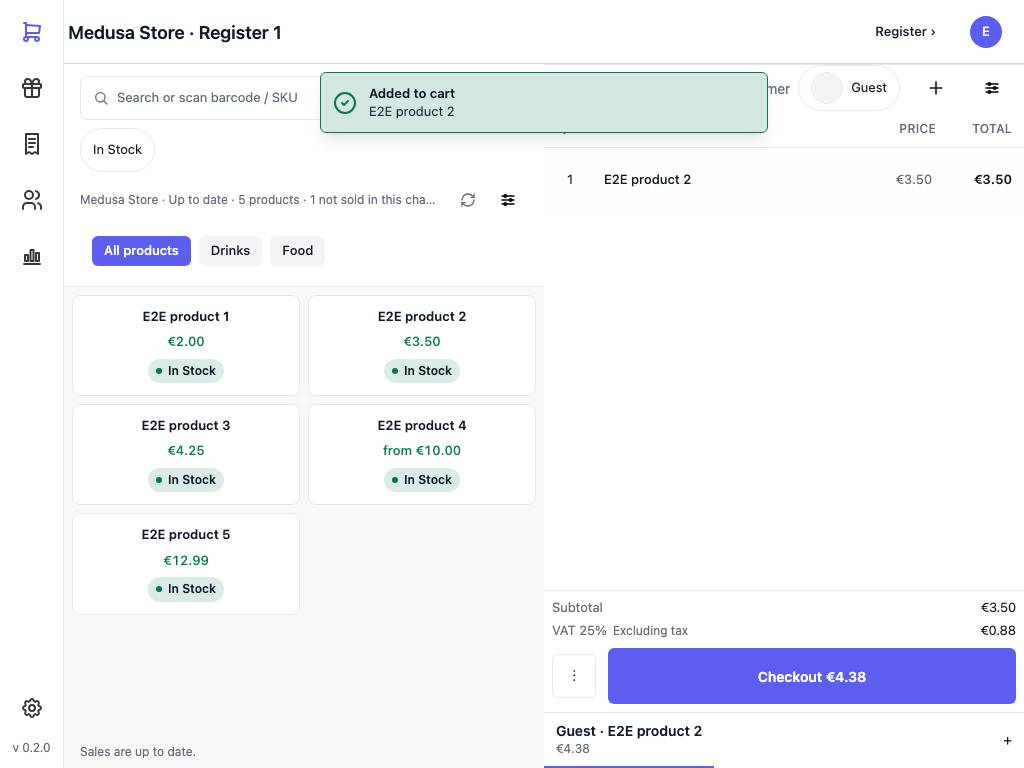 Medusa Store · Register 1
Register ›
E
Search or scan barcode / SKU
Added to cart
E2E product 2
mer
Guest
In Stock
PRICE
TOTAL
1
E2E product 2
€3.50
€3.50
Medusa Store · Up to date · 5 products · 1 not sold in this cha...
All products
Drinks
Food
E2E product 1
€2.00
In Stock
E2E product 2
€3.50
In Stock
E2E product 3
€4.25
In Stock
E2E product 4
from €10.00
In Stock
E2E product 5
€12.99
In Stock
Subtotal
€3.50
VAT 25% Excluding tax
€0.88
Checkout €4.38
Guest · E2E product 2
€4.38
+
v 0.2.0
Sales are up to date.